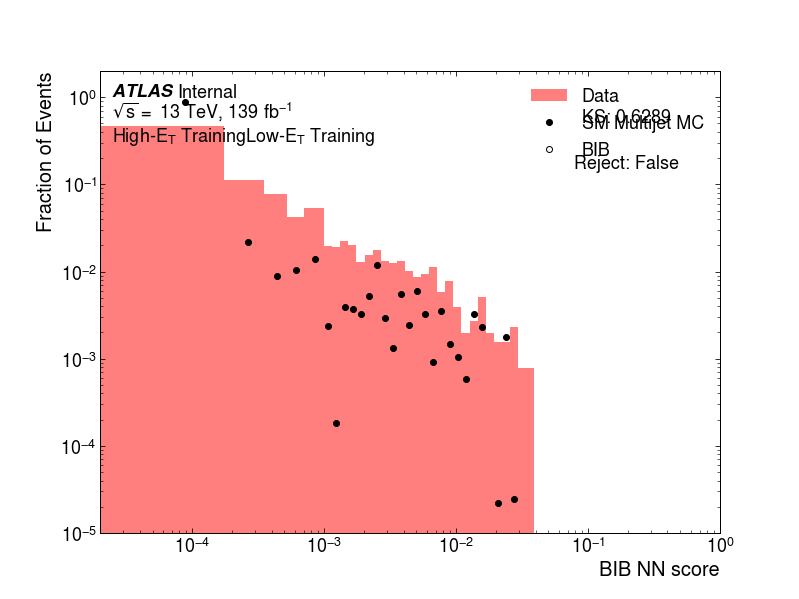 ATLAS Internal
√s = 13 TeV, 139 fb⁻¹
High-E_T TrainingLow-E_T Training
Data
KS: 0.6289
SM Multijet MC
BIB
Reject: False
Fraction of Events
10⁰
10⁻¹
10⁻²
10⁻³
10⁻⁴
10⁻⁵
10⁻⁴
10⁻³
10⁻²
10⁻¹
10⁰
BIB NN score